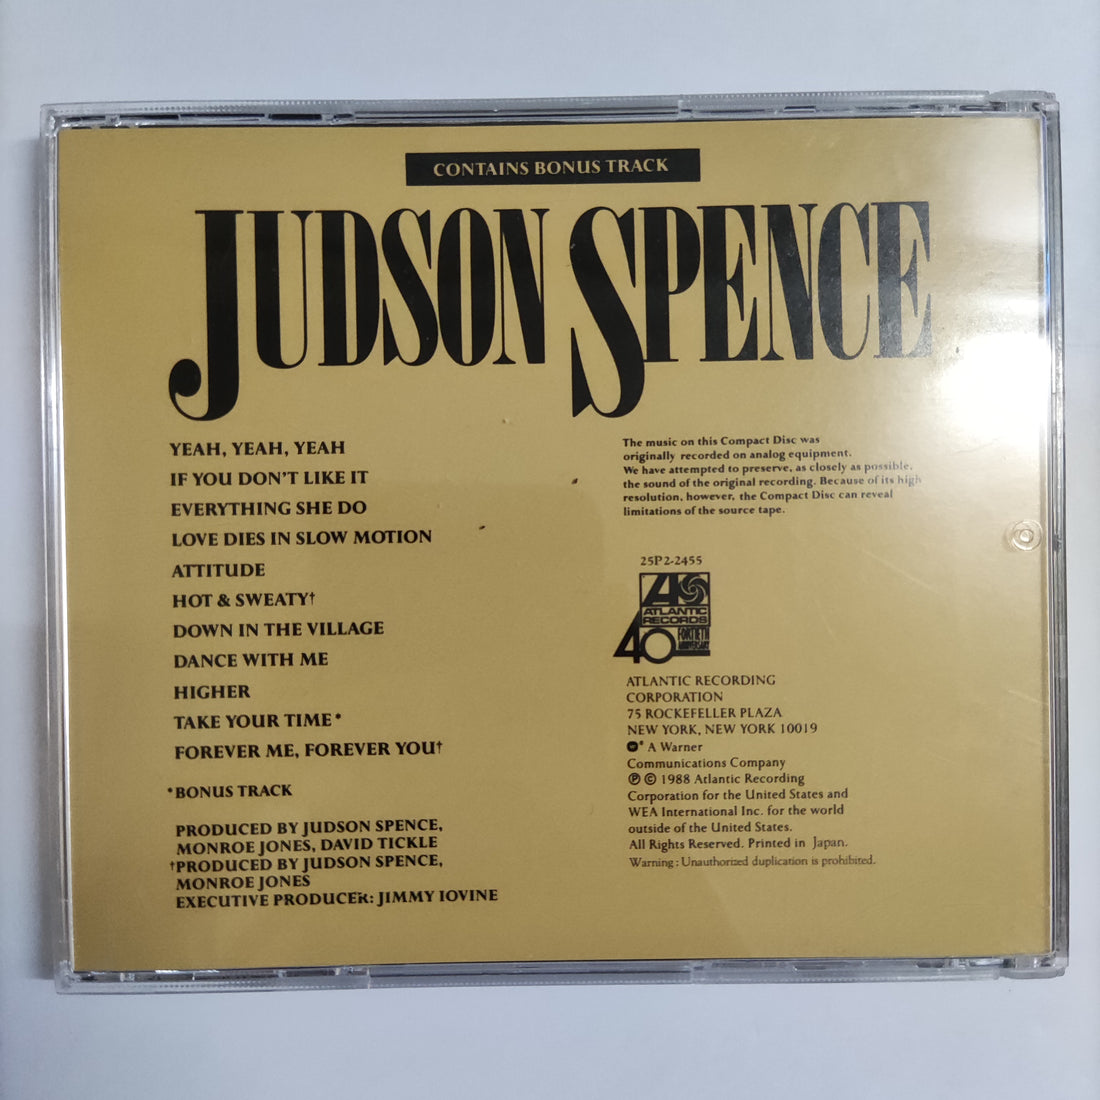 CONTAINS BONUS TRACK
JUDSON SPENCE
YEAH, YEAH, YEAH
IF YOU DON'T LIKE IT
EVERYTHING SHE DO
LOVE DIES IN SLOW MOTION
ATTITUDE
HOT & SWEATY†
DOWN IN THE VILLAGE
DANCE WITH ME
HIGHER
TAKE YOUR TIME*
FOREVER ME, FOREVER YOU†
*BONUS TRACK
PRODUCED BY JUDSON SPENCE,
MONROE JONES, DAVID TICKLE
†PRODUCED BY JUDSON SPENCE,
MONROE JONES
EXECUTIVE PRODUCER: JIMMY IOVINE
The music on this Compact Disc was
originally recorded on analog equipment.
We have attempted to preserve, as closely as possible,
the sound of the original recording. Because of its high
resolution, however, the Compact Disc can reveal
limitations of the source tape.
25P2-2455
ATLANTIC
RECORDS
40 FORTIETH
ANNIVERSARY
ATLANTIC RECORDING
CORPORATION
75 ROCKEFELLER PLAZA
NEW YORK, NEW YORK 10019
A Warner
Communications Company
℗ © 1988 Atlantic Recording
Corporation for the United States and
WEA International Inc. for the world
outside of the United States.
All Rights Reserved. Printed in Japan.
Warning : Unauthorized duplication is prohibited.